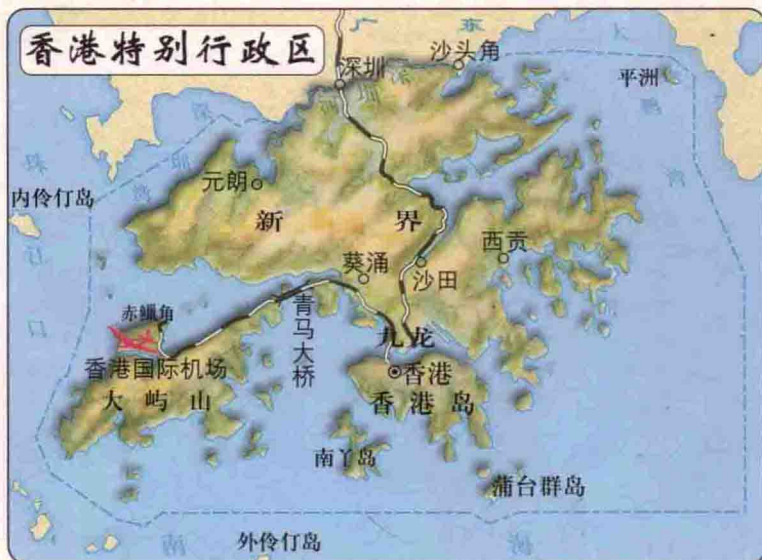 香港特别行政区
广 东
深圳
沙头角
平洲
元朗
内伶仃岛
新 界
西贡
葵涌
沙田
赤鱲角
青马大桥
九龙
香港国际机场
香港
大屿山
香港岛
南丫岛
蒲台群岛
外伶仃岛